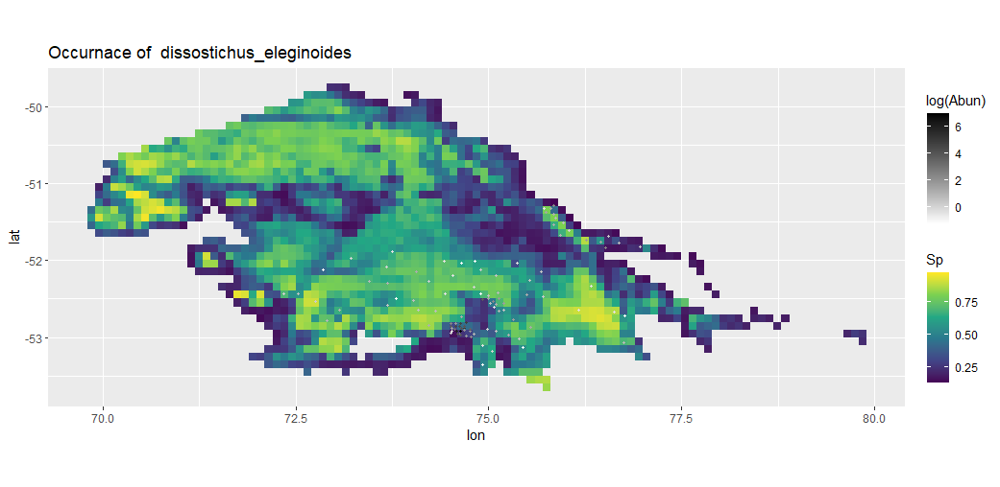 Occurnace of  dissostichus_eleginoides
log(Abun)
6
4
2
0
Sp
0.75
0.50
0.25
lat
-50
-51
-52
-53
70.0 72.5 75.0 77.5 80.0
lon